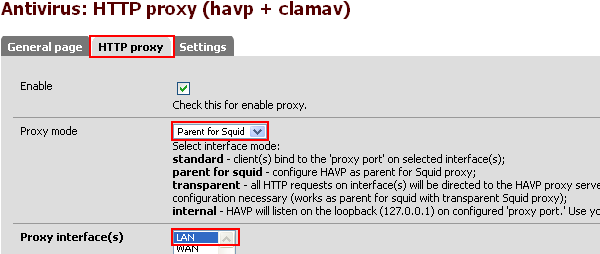 Antivirus: HTTP proxy (havp + clamav)
General page HTTP proxy Settings
Enable
Check this for enable proxy.
Proxy mode Parent for Squid
Select interface mode:
standard - client(s) bind to the 'proxy port' on selected interface(s);
parent for squid - configure HAVP as parent for Squid proxy;
transparent - all HTTP requests on interface(s) will be directed to the HAVP proxy serve
configuration necessary (works as parent for squid with transparent Squid proxy);
internal - HAVP will listen on the loopback (127.0.0.1) on configured 'proxy port.' Use yo
Proxy interface(s) LAN
WAN